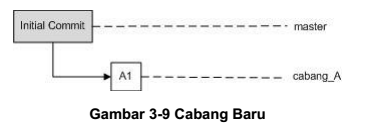 Initial Commit
master
A1
cabang_A
Gambar 3-9 Cabang Baru